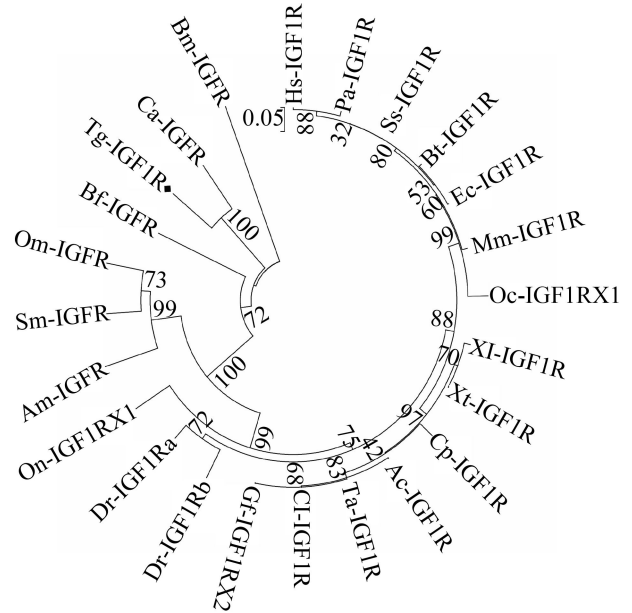 Hs-IGF1R
Pa-IGF1R
Ss-IGF1R
Bt-IGF1R
Ec-IGF1R
Mm-IGF1R
Oc-IGF1RX1
Xl-IGF1R
Xt-IGF1R
Cp-IGF1R
Ac-IGF1R
Ta-IGF1R
Cl-IGF1R
Gf-IGF1RX2
Dr-IGF1Rb
Dr-IGF1Ra
On-IGF1RX1
Am-IGFR
Sm-IGFR
Om-IGFR
Bf-IGFR
Tg-IGF1R
Ca-IGFR
Bm-IGFR
0.05
88
32
80
53
60
99
88
70
97
42
75
83
68
99
72
100
99
73
72
100